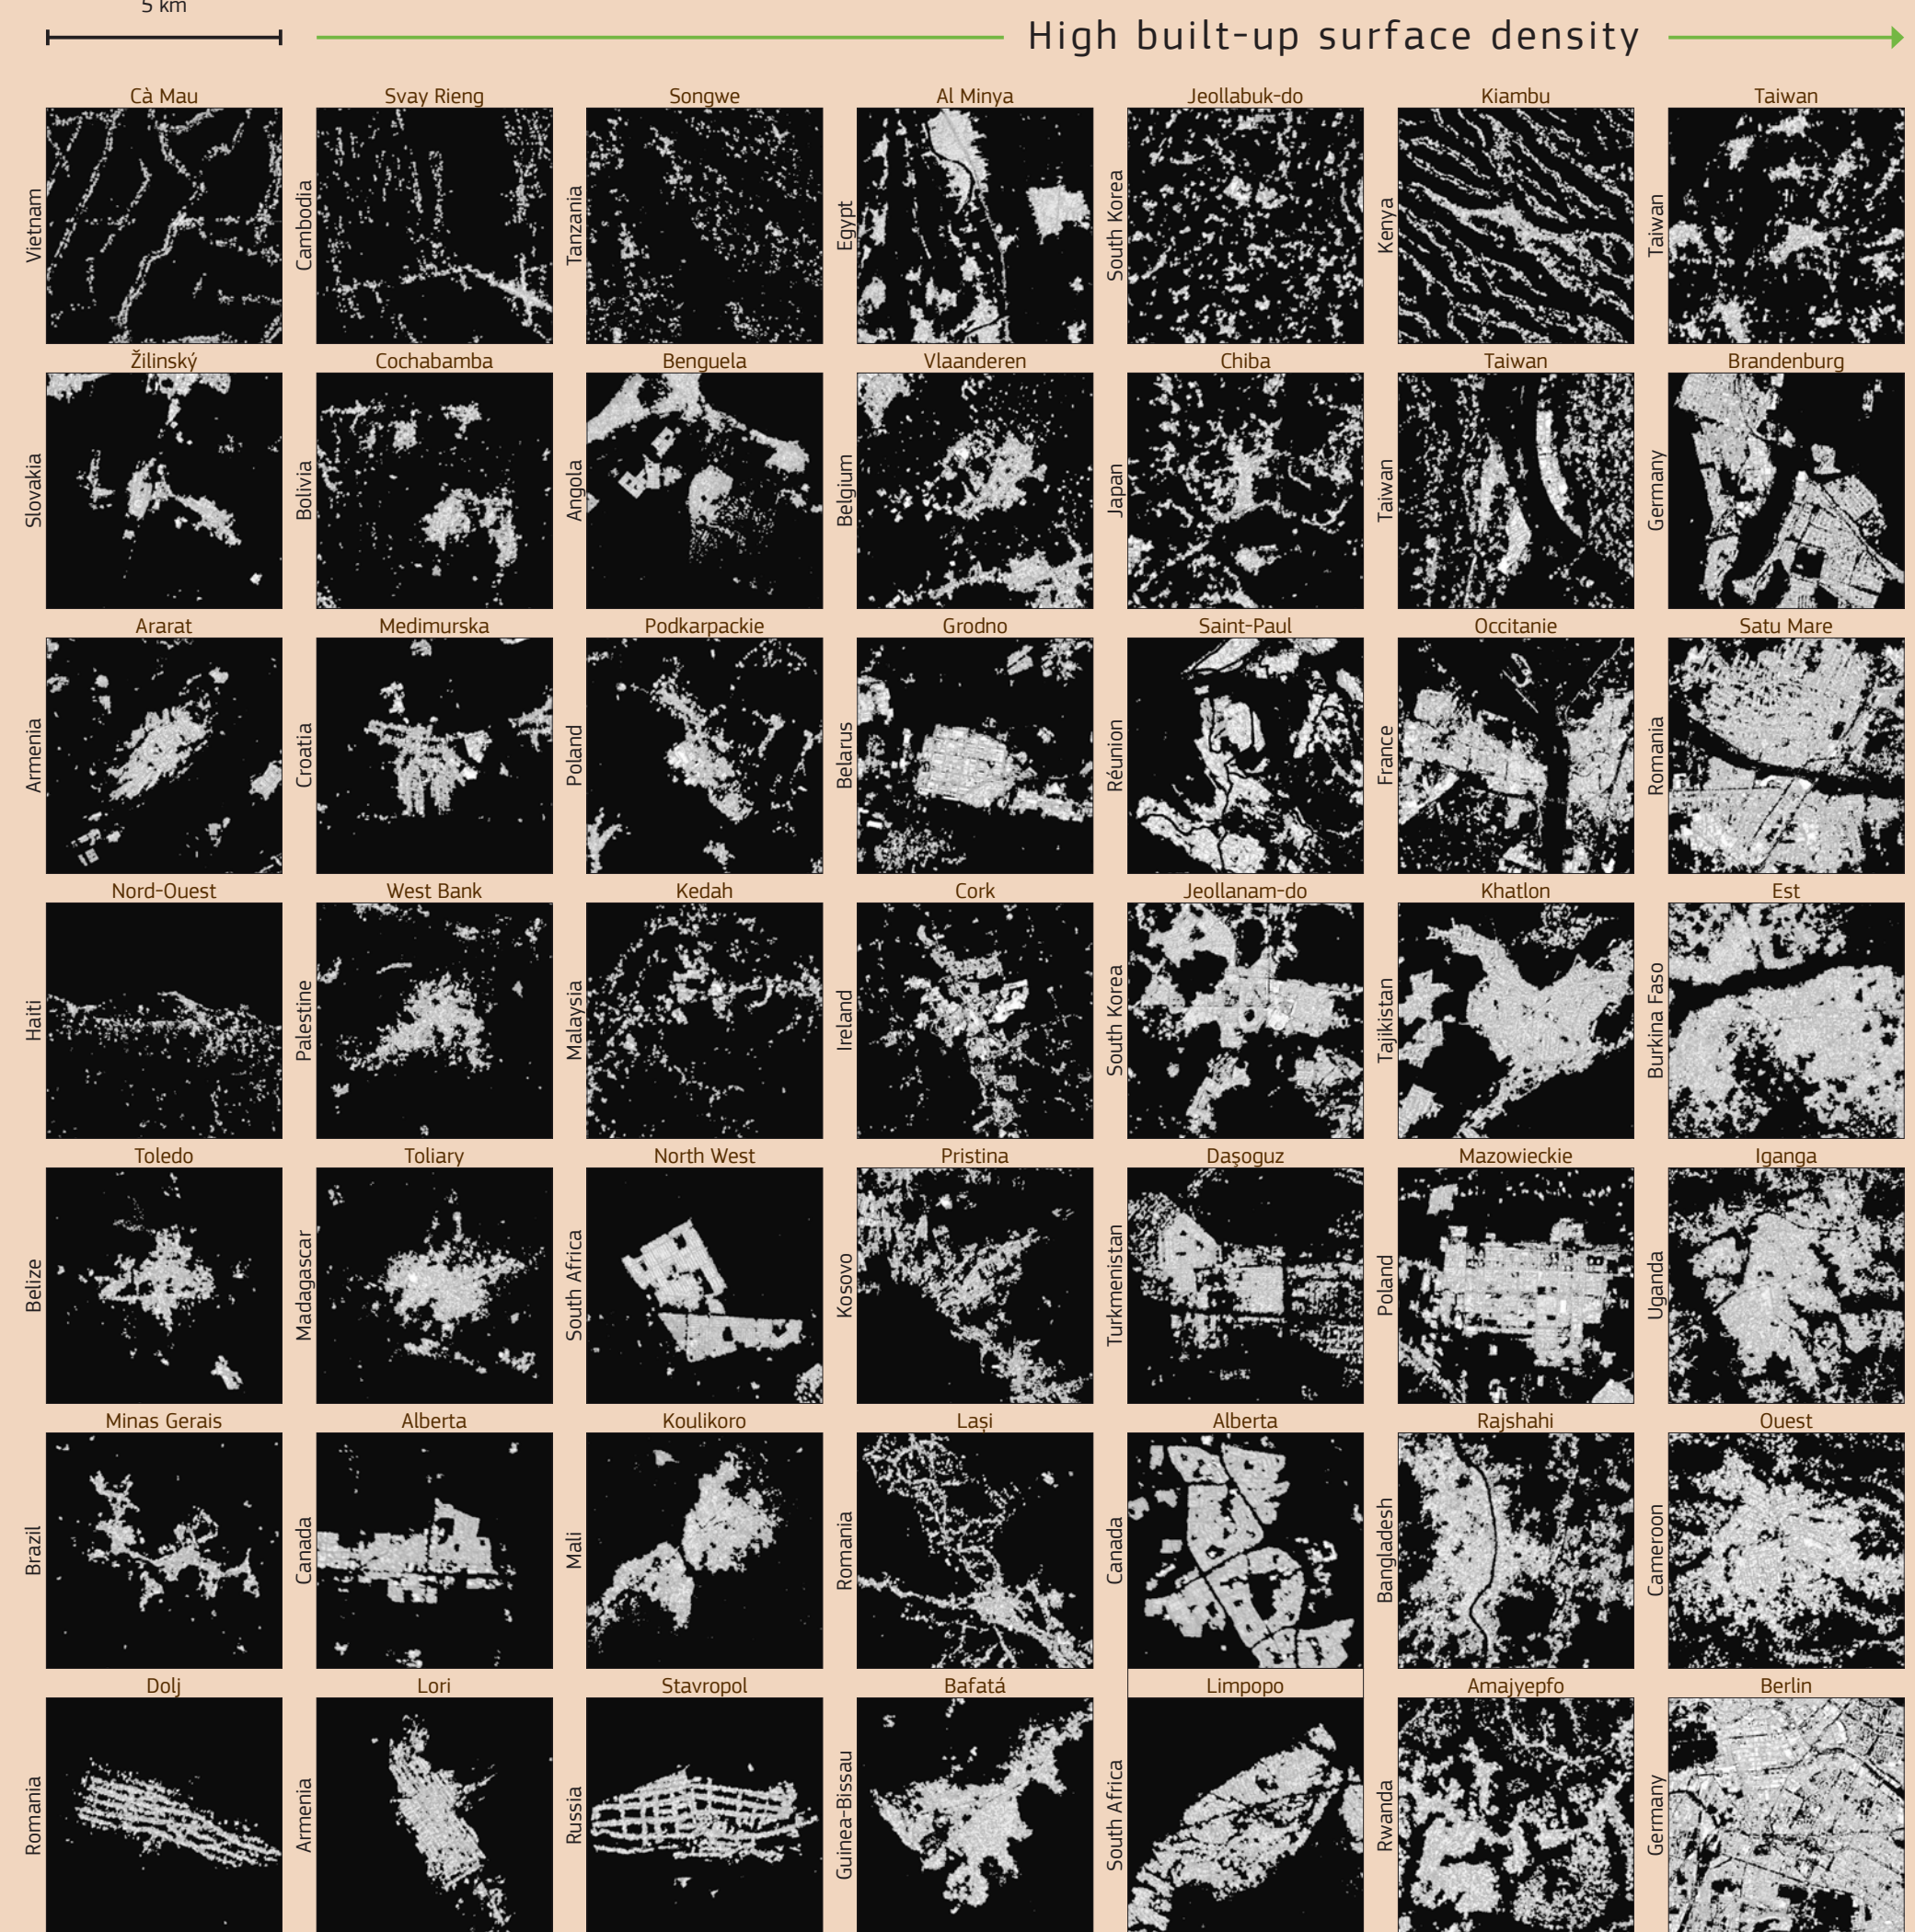 5 km
High built-up surface density
Cà Mau
Svay Rieng
Songwe
Al Minya
Jeollabuk-do
Kiambu
Taiwan
Vietnam
Cambodia
Tanzania
Egypt
South Korea
Kenya
Taiwan
Žilinský
Cochabamba
Benguela
Vlaanderen
Chiba
Taiwan
Brandenburg
Slovakia
Bolivia
Angola
Belgium
Japan
Taiwan
Germany
Ararat
Medimurska
Podkarpackie
Grodno
Saint-Paul
Occitanie
Satu Mare
Armenia
Croatia
Poland
Belarus
Réunion
France
Romania
Nord-Ouest
West Bank
Kedah
Cork
Jeollanam-do
Khatlon
Est
Haiti
Palestine
Malaysia
Ireland
South Korea
Tajikistan
Burkina Faso
Toledo
Toliary
North West
Pristina
Daşoguz
Mazowieckie
Iganga
Belize
Madagascar
South Africa
Kosovo
Turkmenistan
Poland
Uganda
Minas Gerais
Alberta
Koulikoro
Lași
Alberta
Rajshahi
Ouest
Brazil
Canada
Mali
Romania
Canada
Bangladesh
Cameroon
Dolj
Lori
Stavropol
Bafatá
Limpopo
Amajyepfo
Berlin
Romania
Armenia
Russia
Guinea-Bissau
South Africa
Rwanda
Germany